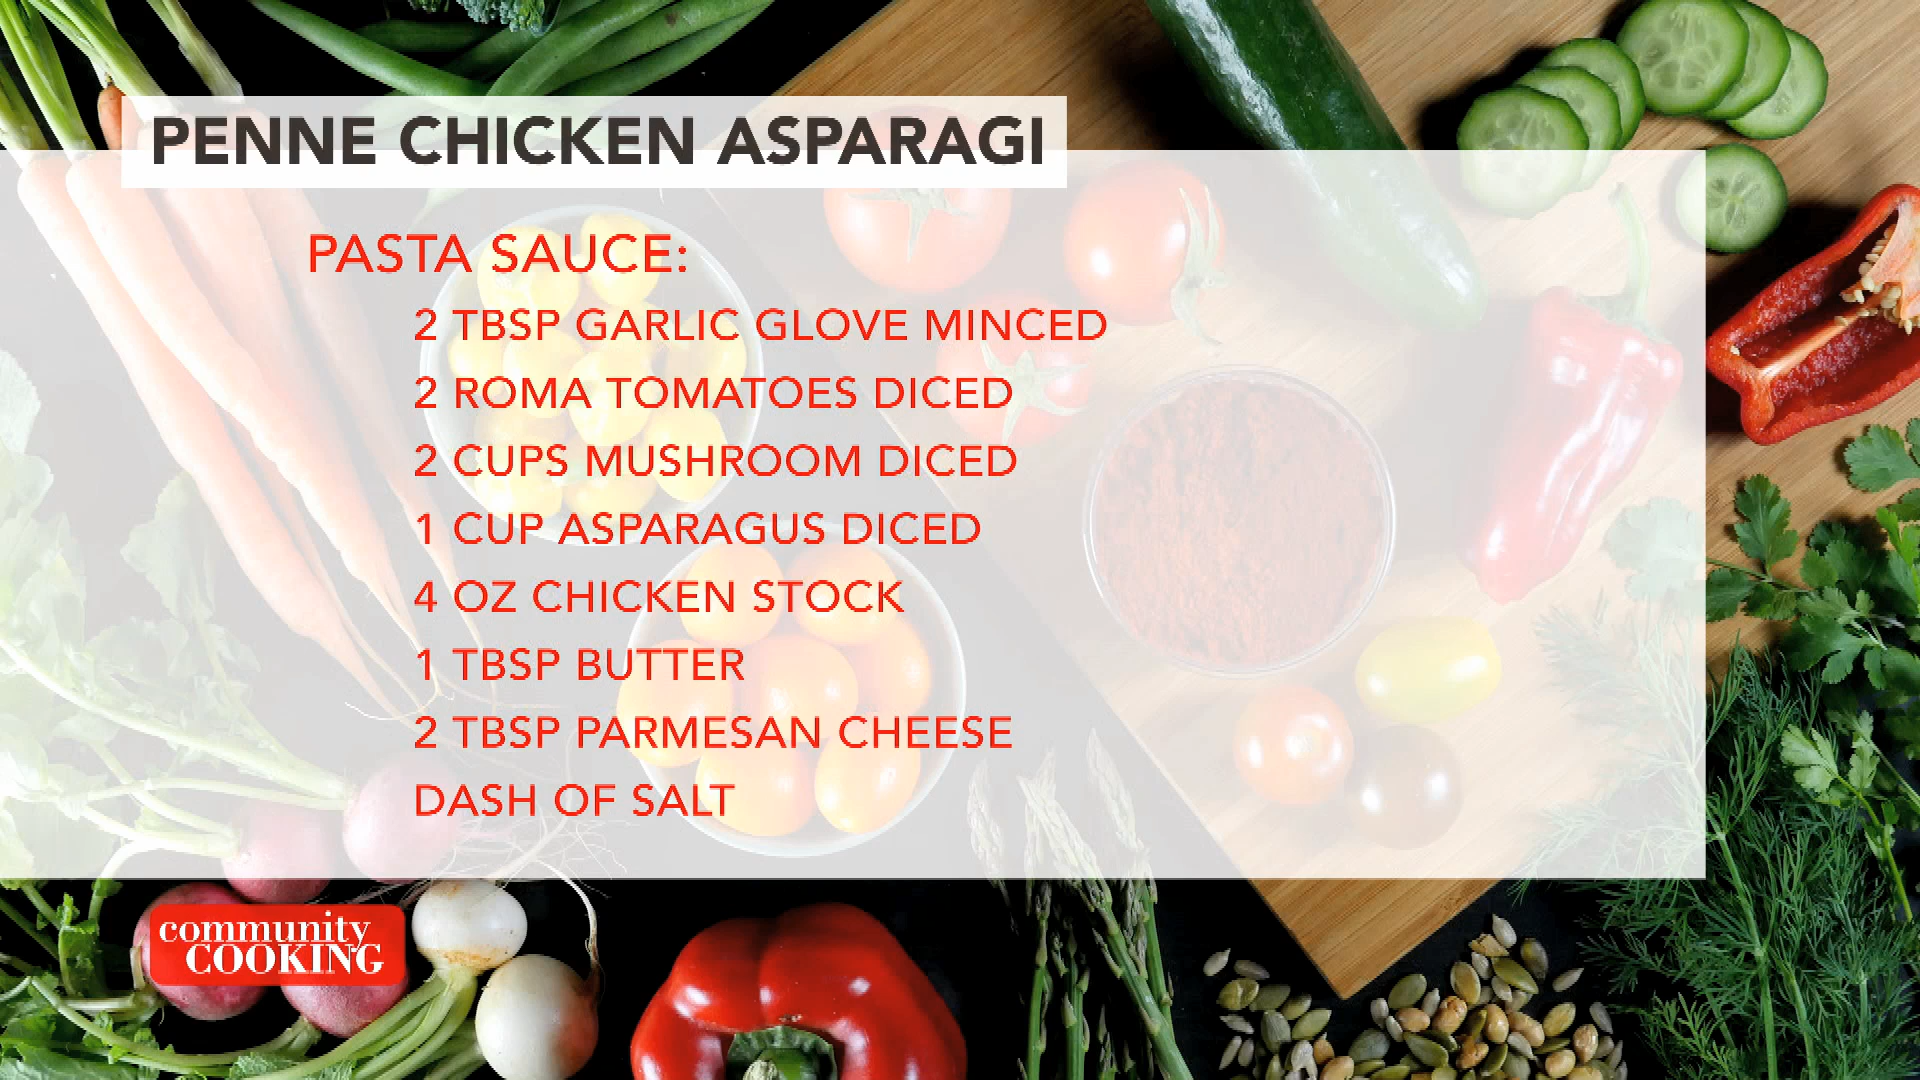 PENNE CHICKEN ASPARAGI
PASTA SAUCE:
2 TBSP GARLIC GLOVE MINCED
2 ROMA TOMATOES DICED
2 CUPS MUSHROOM DICED
1 CUP ASPARAGUS DICED
4 OZ CHICKEN STOCK
1 TBSP BUTTER
2 TBSP PARMESAN CHEESE
DASH OF SALT
community
COOKING